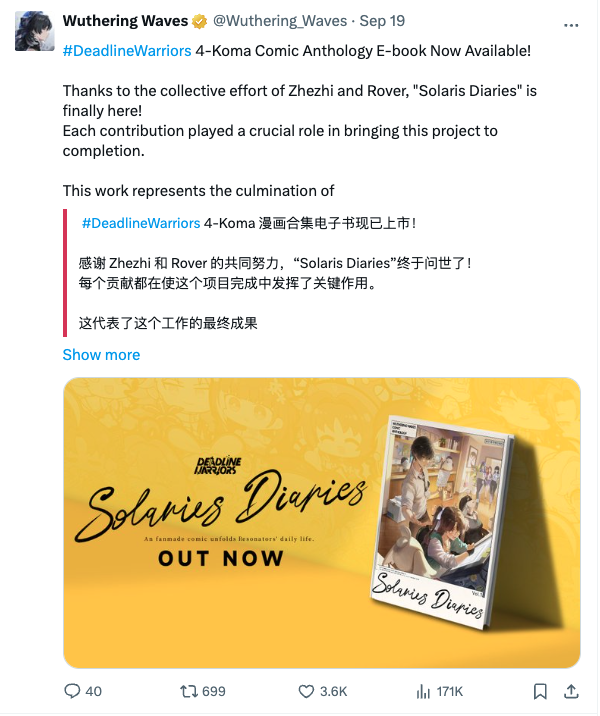 Wuthering Waves @Wuthering_Waves · Sep 19
#DeadlineWarriors 4-Koma Comic Anthology E-book Now Available!
Thanks to the collective effort of Zhezhi and Rover, "Solaris Diaries" is
finally here!
Each contribution played a crucial role in bringing this project to
completion.
This work represents the culmination of
#DeadlineWarriors 4-Koma 漫画合集电子书现已上市！
感谢 Zhezhi 和 Rover 的共同努力，“Solaris Diaries”终于问世了！
每个贡献都在使这个项目完成中发挥了关键作用。
这代表了这个工作的最终成果
Show more
DEADLINE
WARRIORS
Solaries Diaries
An fanmade comic unfolds Resonators' daily life.
OUT NOW
Vol.1
Solaries Diaries
40 699 3.6K 171K